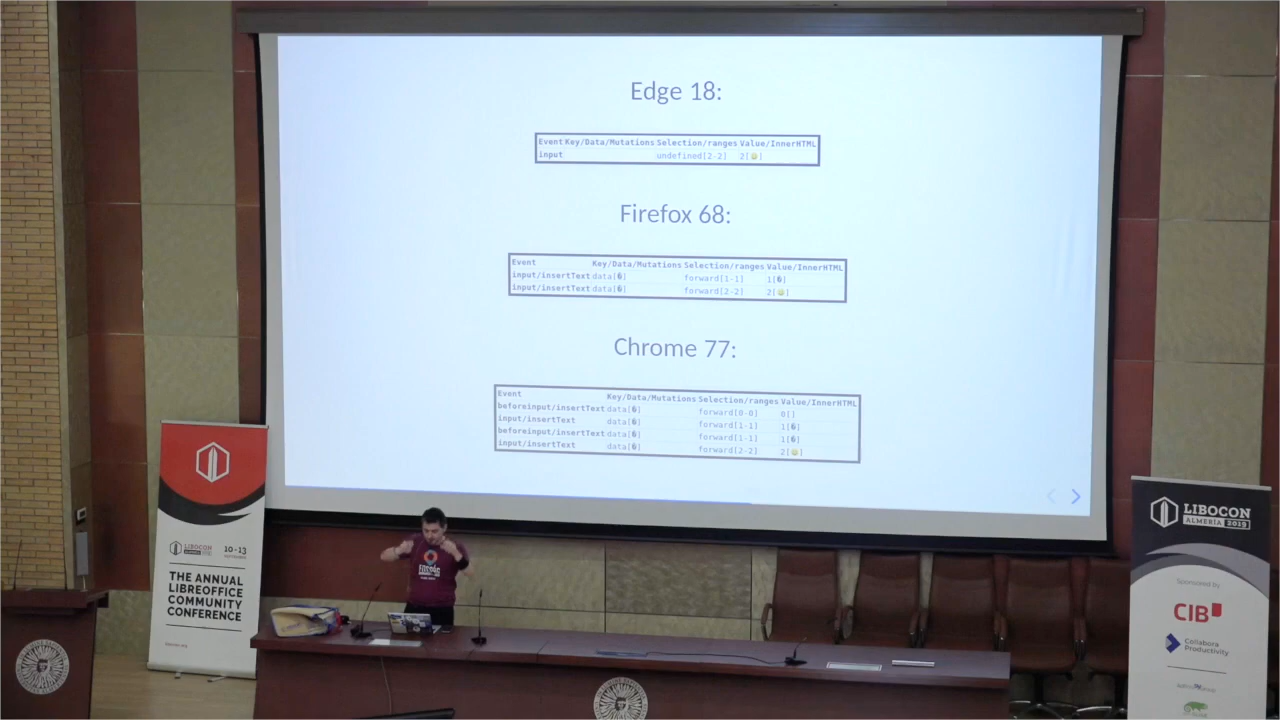 Edge 18:
Event Key/Data/Mutations Selection/ranges Value/InnerHTML
input undefined[2-2] 2[😀]
Firefox 68:
Event Key/Data/Mutations Selection/ranges Value/InnerHTML
input/insertText data[�] forward[1-1] 1[�]
input/insertText data[�] forward[2-2] 2[😀]
Chrome 77:
Event Key/Data/Mutations Selection/ranges Value/InnerHTML
beforeinput/insertText data[�] forward[0-0] 0[]
input/insertText data[�] forward[1-1] 1[�]
beforeinput/insertText data[�] forward[1-1] 1[�]
input/insertText data[�] forward[2-2] 2[😀]
LIBOCON
10-13
THE ANNUAL
LIBREOFFICE
COMMUNITY
CONFERENCE
LIBOCON
ALMERÍA 2019
Sponsored by
CIB
Collabora
Productivity